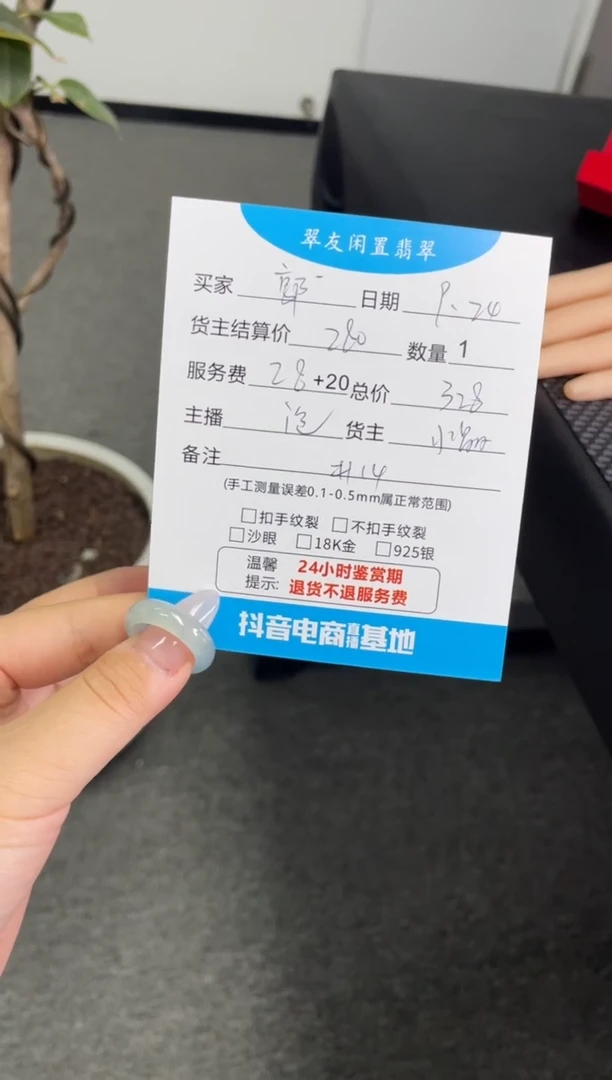 翠友闲置翡翠
买家 郭一 日期 9.24
货主结算价 280 数量 1
服务费 28 +20 总价 328
主播 货主
备注 #14
(手工测量误差0.1-0.5mm属正常范围)
□扣手纹裂 □不扣手纹裂
□沙眼 □18K金 □925银
温馨提示: 24小时鉴赏期
退货不退服务费
抖音电商直播基地